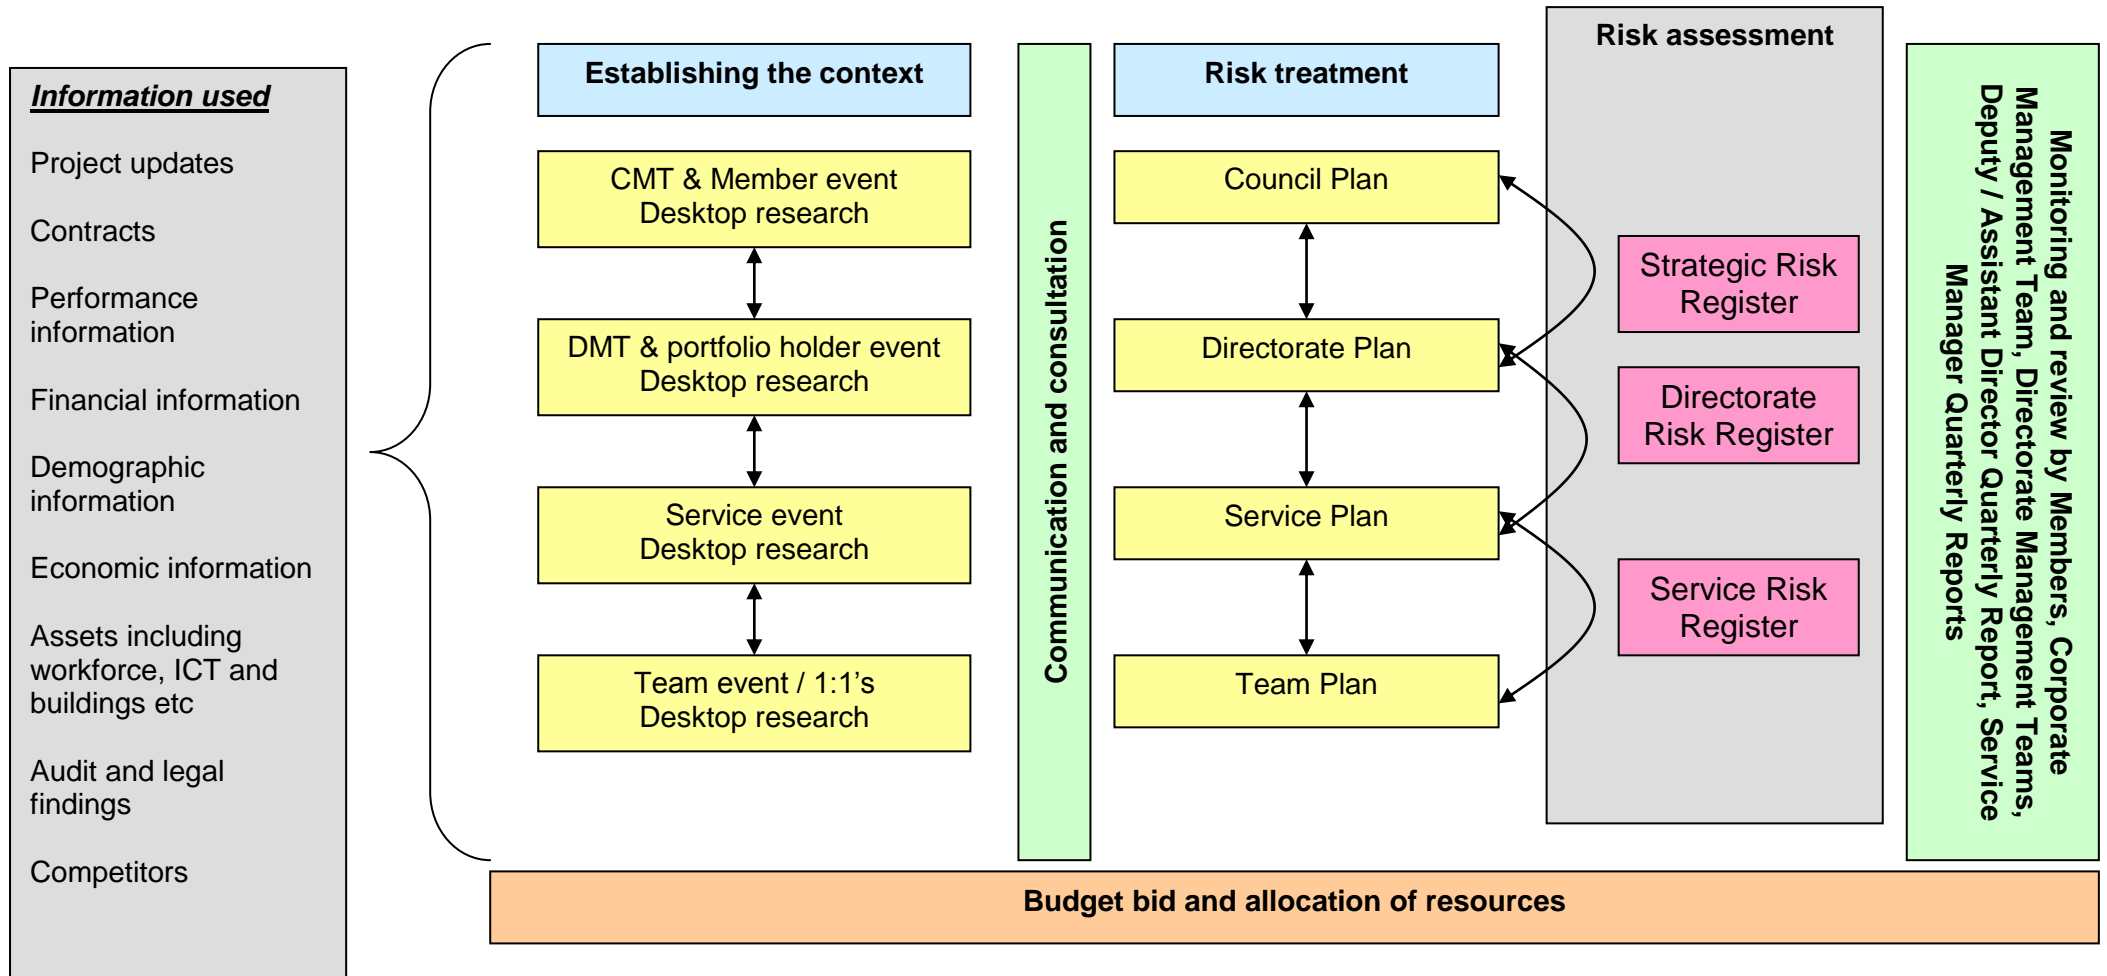 Information used
Project updates
Contracts
Performance
information
Financial information
Demographic
information
Economic information
Assets including
workforce, ICT and
buildings etc
Audit and legal
findings
Competitors
Establishing the context
CMT & Member event
Desktop research
DMT & portfolio holder event
Desktop research
Service event
Desktop research
Team event / 1:1’s
Desktop research
Communication and consultation
Risk treatment
Council Plan
Directorate Plan
Service Plan
Team Plan
Risk assessment
Strategic Risk
Register
Directorate
Risk Register
Service Risk
Register
Monitoring and review by Members, Corporate
Management Team, Directorate Management Teams,
Deputy / Assistant Director Quarterly Report, Service
Manager Quarterly Reports
Budget bid and allocation of resources